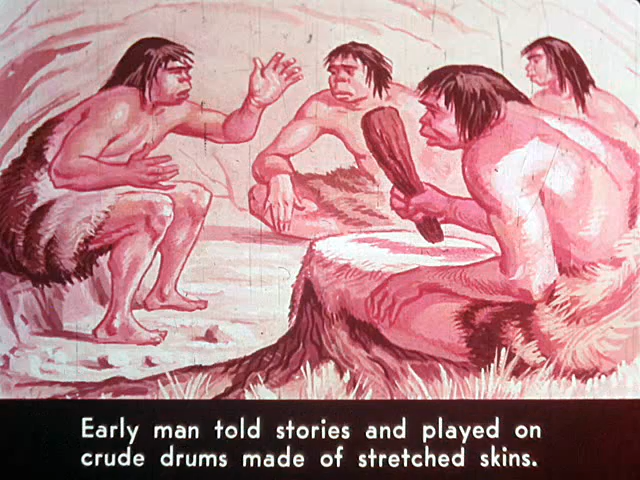 Early man told stories and played on
crude drums made of stretched skins.